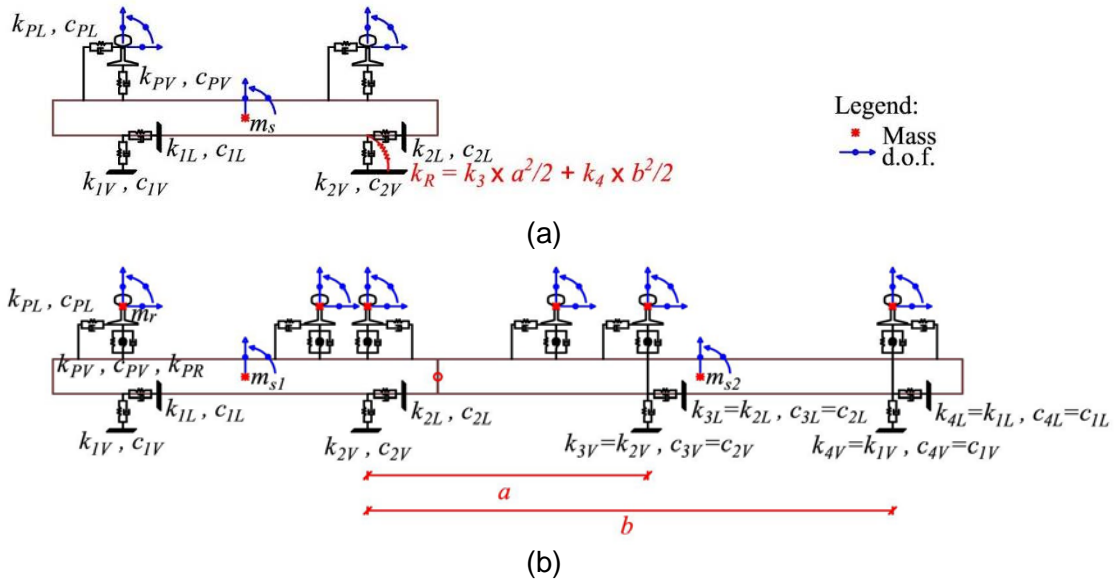 k_PL , c_PL
k_PV , c_PV
m_s
k_1L , c_1L
k_2L , c_2L
k_1V , c_1V
k_2V , c_2V
k_R = k_3 x a^2/2 + k_4 x b^2/2
Legend:
Mass
d.o.f.
(a)
k_PL , c_PL
m_r
k_PV , c_PV , k_PR
m_s1
m_s2
k_1L , c_1L
k_2L , c_2L
k_3L=k_2L , c_3L=c_2L
k_4L=k_1L , c_4L=c_1L
k_1V , c_1V
k_2V , c_2V
k_3V=k_2V , c_3V=c_2V
k_4V=k_1V , c_4V=c_1V
a
b
(b)